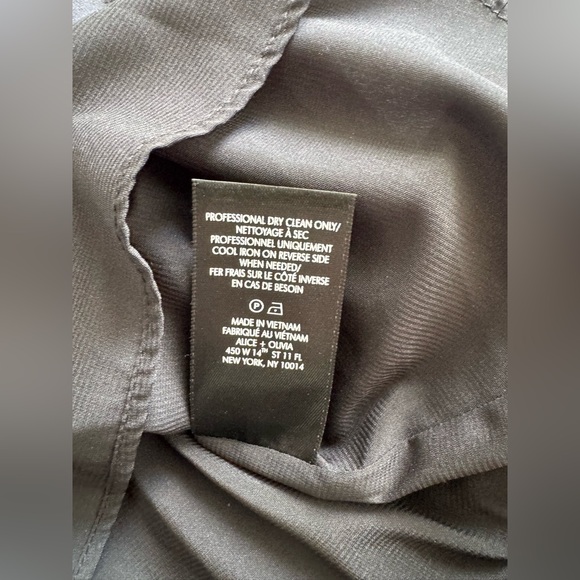 PROFESSIONAL DRY CLEAN ONLY/
NETTOYAGE À SEC
PROFESSIONNEL UNIQUEMENT
COOL IRON ON REVERSE SIDE
WHEN NEEDED/
FER FRAIS SUR LE CÔTÉ INVERSE
EN CAS DE BESOIN
P
MADE IN VIETNAM
FABRIQUÉ AU VIÊTNAM
ALICE + OLIVIA
450 W 14TH ST 11 FL
NEW YORK, NY 10014